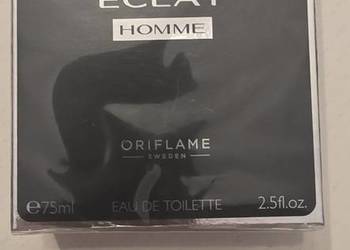 ECLAT
HOMME
ORIFLAME
SWEDEN
℮75ml EAU DE TOILETTE 2.5fl.oz.